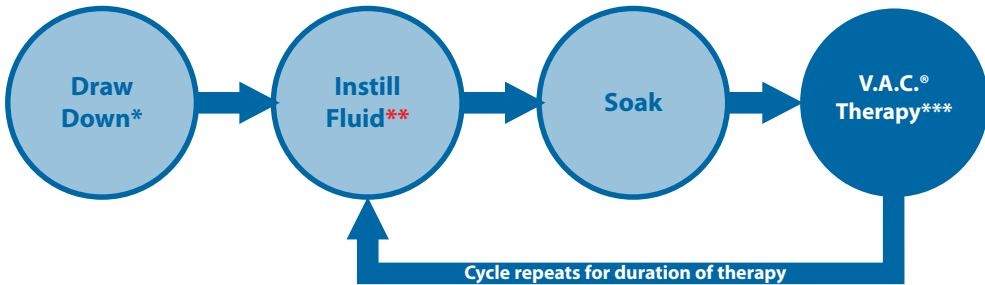 Draw
Down*
Instill
Fluid**
Soak
V.A.C.®
Therapy***
Cycle repeats for duration of therapy